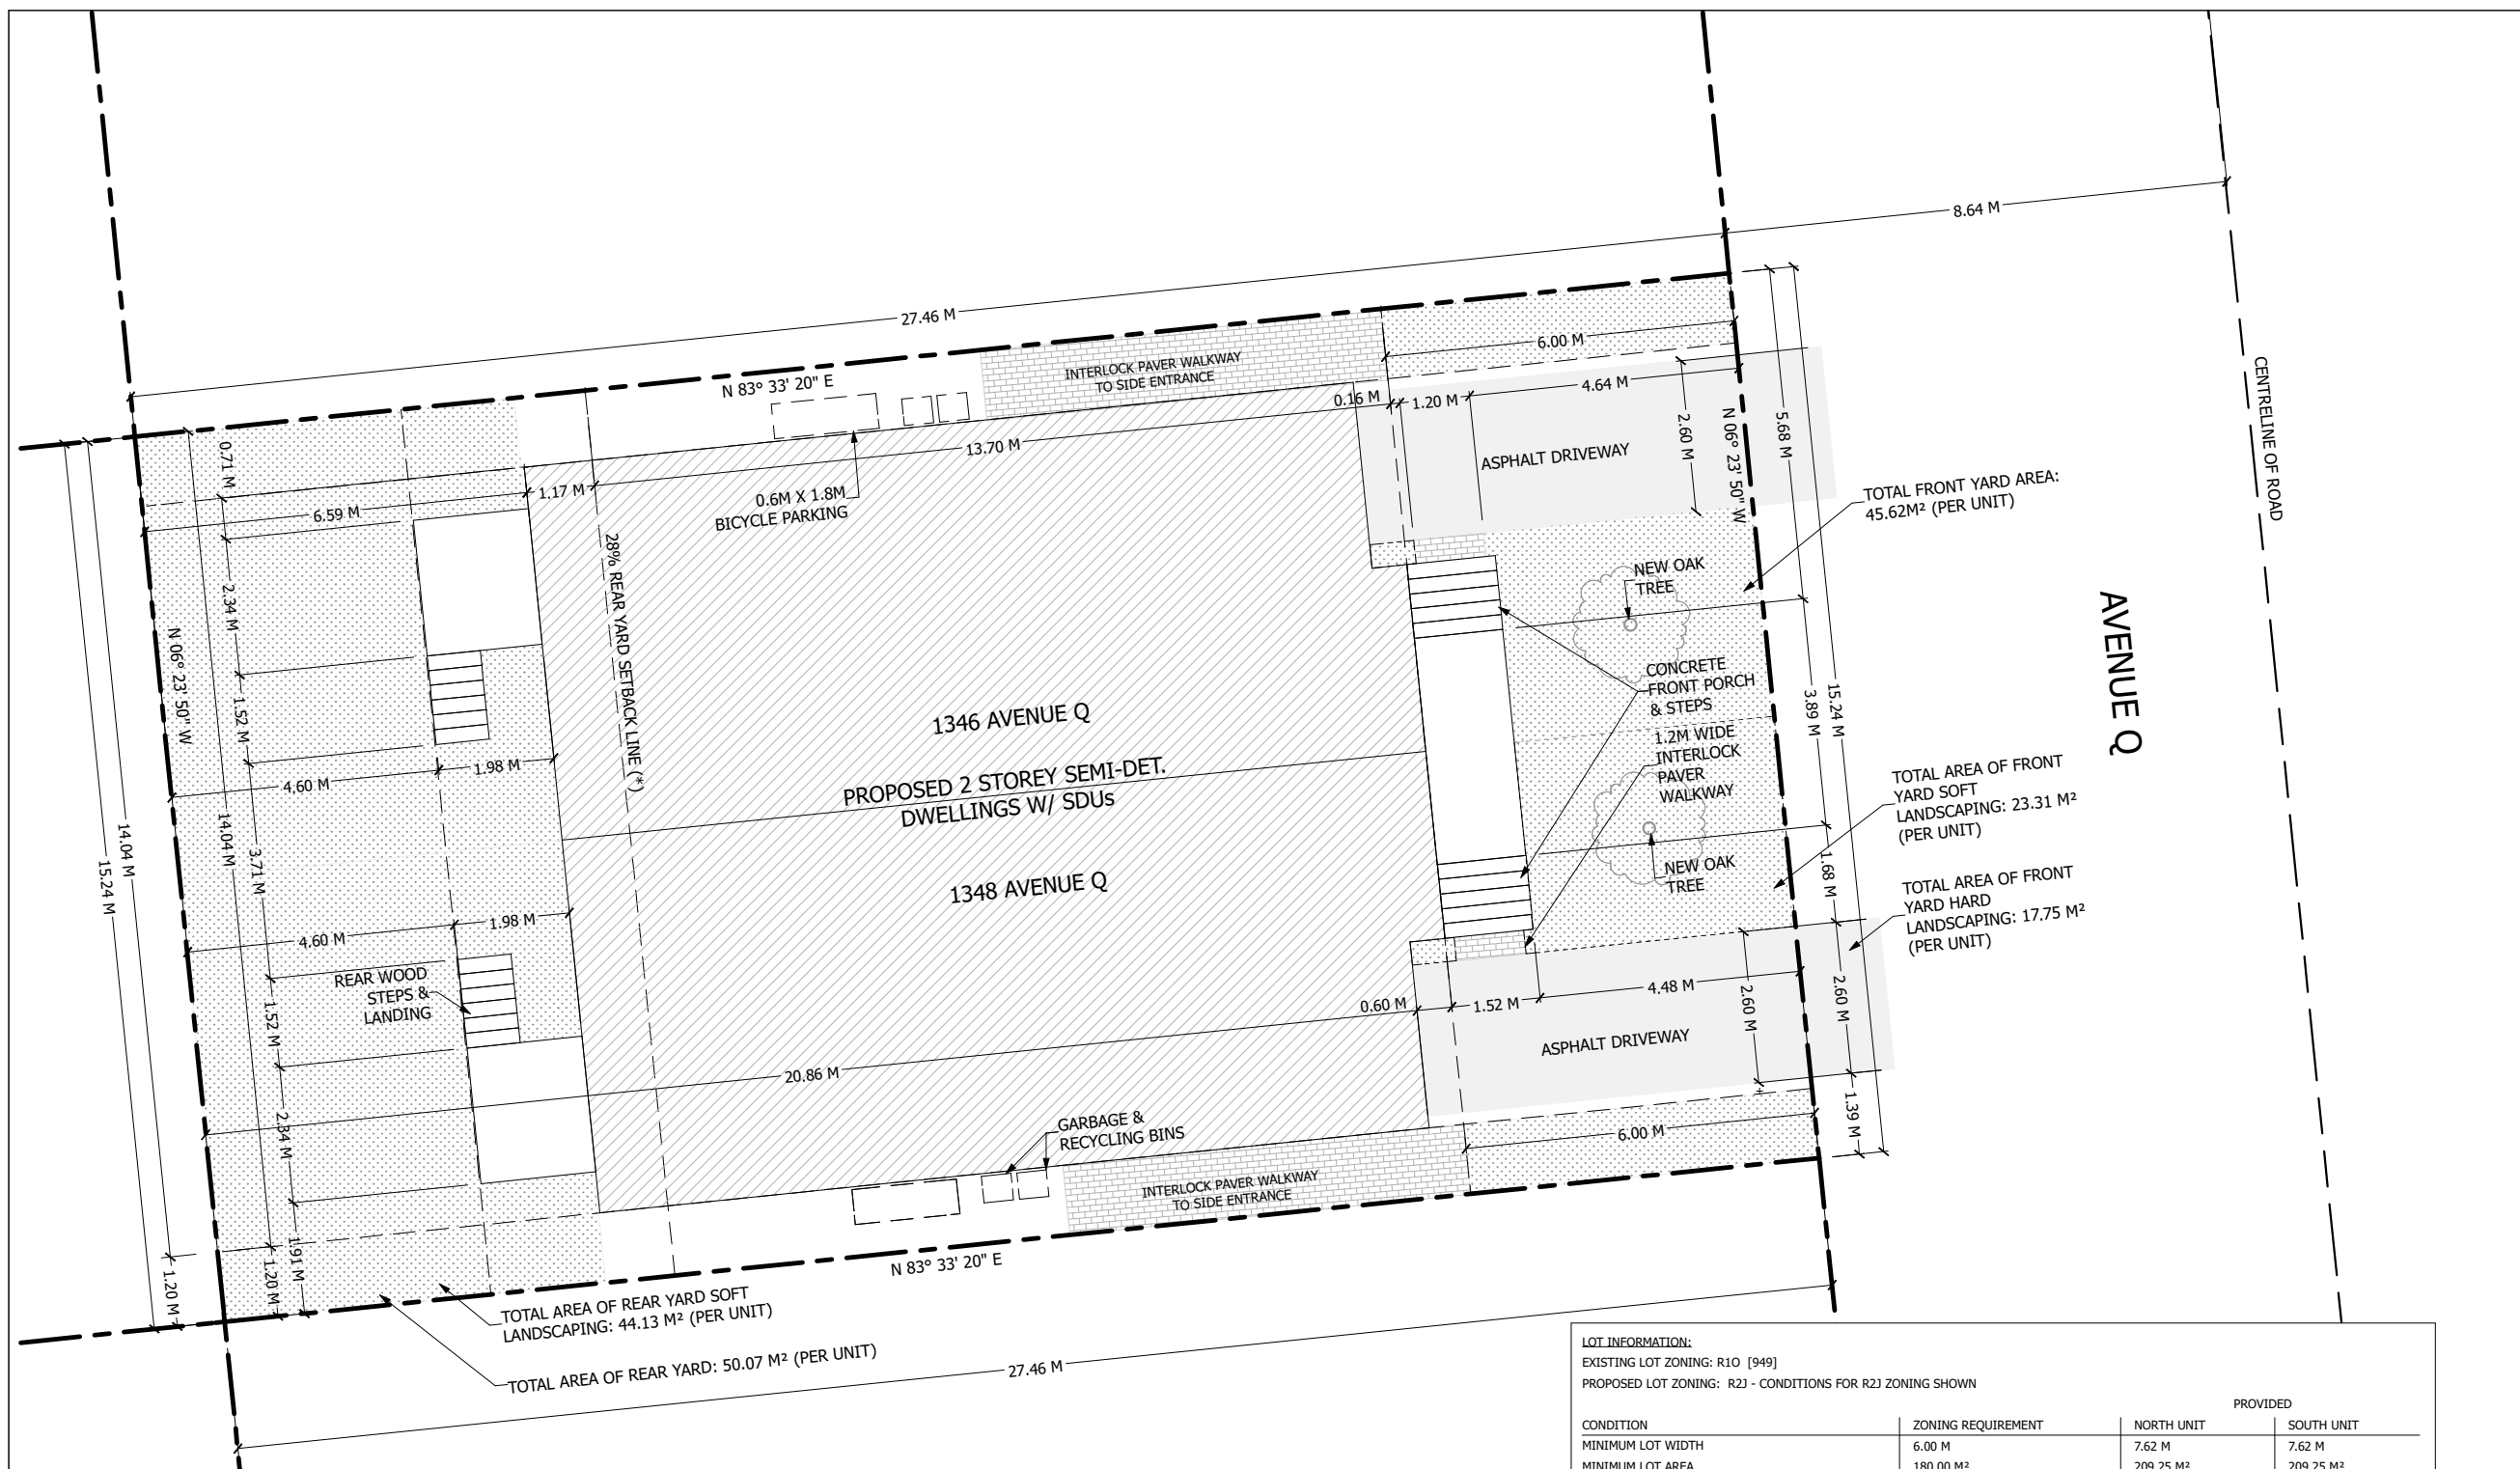 8.64 M
27.46 M
6.00 M
INTERLOCK PAVER WALKWAY
TO SIDE ENTRANCE
N 83° 33' 20" E
0.16 M
1.20 M
4.64 M
2.60 M
N 06° 23' 50" W
5.68 M
CENTRELINE OF ROAD
13.70 M
ASPHALT DRIVEWAY
0.71 M
6.59 M
1.17 M
0.6M X 1.8M
BICYCLE PARKING
TOTAL FRONT YARD AREA:
45.62M² (PER UNIT)
28% REAR YARD SETBACK LINE (*)
2.34 M
NEW OAK
TREE
AVENUE Q
N 06° 23' 50" W
1.52 M
CONCRETE
FRONT PORCH
& STEPS
3.89 M
15.24 M
1346 AVENUE Q
1.2M WIDE
INTERLOCK
PAVER
WALKWAY
PROPOSED 2 STOREY SEMI-DET.
DWELLINGS W/ SDUs
4.60 M
1.98 M
14.04 M
14.04 M
15.24 M
3.71 M
TOTAL AREA OF FRONT
YARD SOFT
LANDSCAPING: 23.31 M²
(PER UNIT)
1348 AVENUE Q
NEW OAK
TREE
1.68 M
TOTAL AREA OF FRONT
YARD HARD
LANDSCAPING: 17.75 M²
(PER UNIT)
4.60 M
1.98 M
REAR WOOD
STEPS &
LANDING
1.52 M
0.60 M
1.52 M
4.48 M
2.60 M
2.60 M
ASPHALT DRIVEWAY
20.86 M
2.34 M
GARBAGE &
RECYCLING BINS
6.00 M
1.39 M
INTERLOCK PAVER WALKWAY
TO SIDE ENTRANCE
1.91 M
1.20 M
1.20 M
N 83° 33' 20" E
TOTAL AREA OF REAR YARD SOFT
LANDSCAPING: 44.13 M² (PER UNIT)
TOTAL AREA OF REAR YARD: 50.07 M² (PER UNIT)
27.46 M
LOT INFORMATION:
EXISTING LOT ZONING: R1O [949]
PROPOSED LOT ZONING: R2J - CONDITIONS FOR R2J ZONING SHOWN
PROVIDED
CONDITION ZONING REQUIREMENT NORTH UNIT SOUTH UNIT
MINIMUM LOT WIDTH 6.00 M 7.62 M 7.62 M
MINIMUM LOT AREA 180.00 M² 209.25 M² 209.25 M²